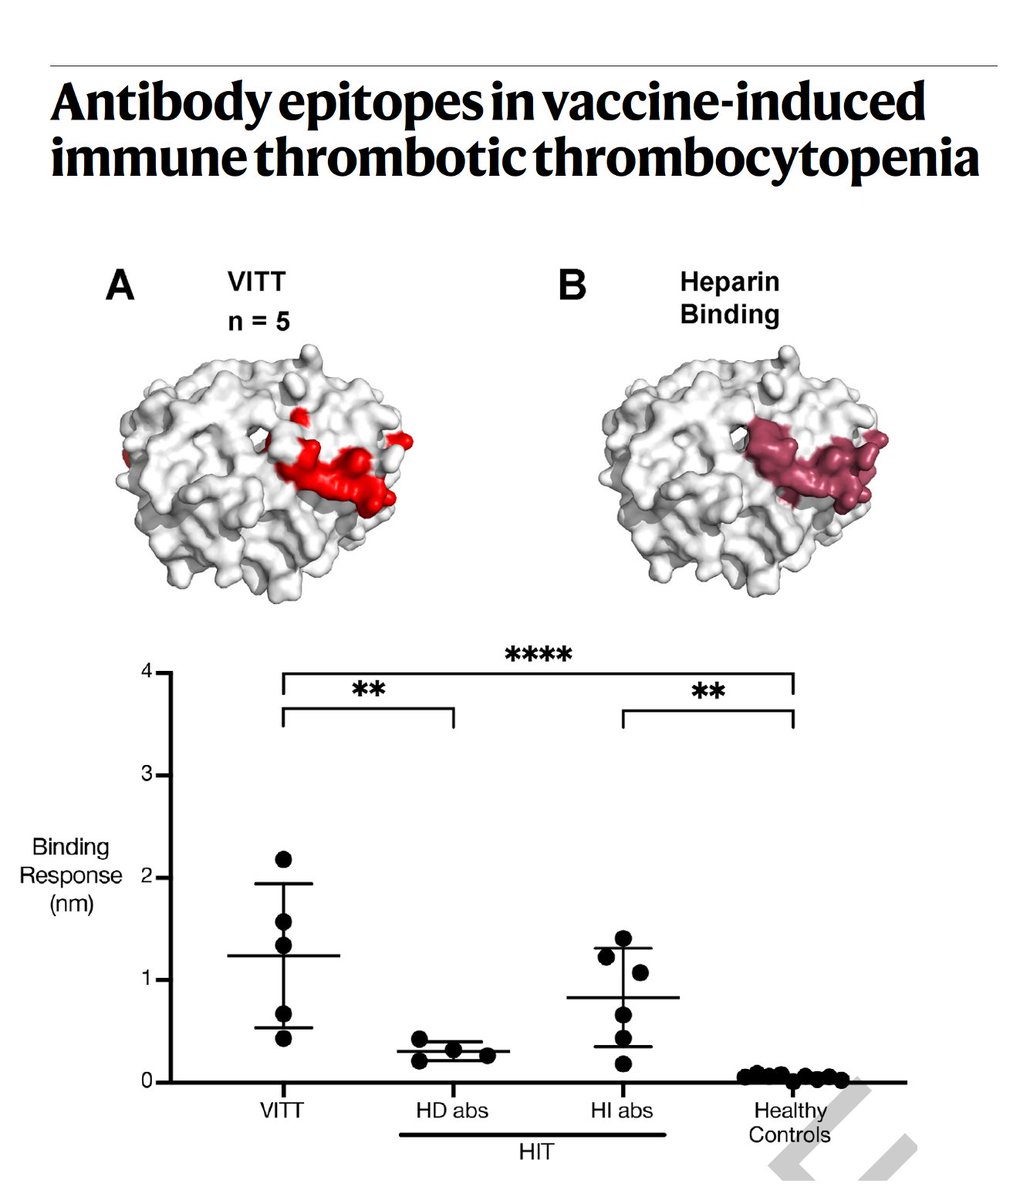 Antibody epitopes in vaccine-induced
immune thrombotic thrombocytopenia
A
VITT
n = 5
B
Heparin
Binding
****
**
**
4
3
2
1
0
Binding
Response
(nm)
VITT
HD abs
HI abs
Healthy
Controls
HIT